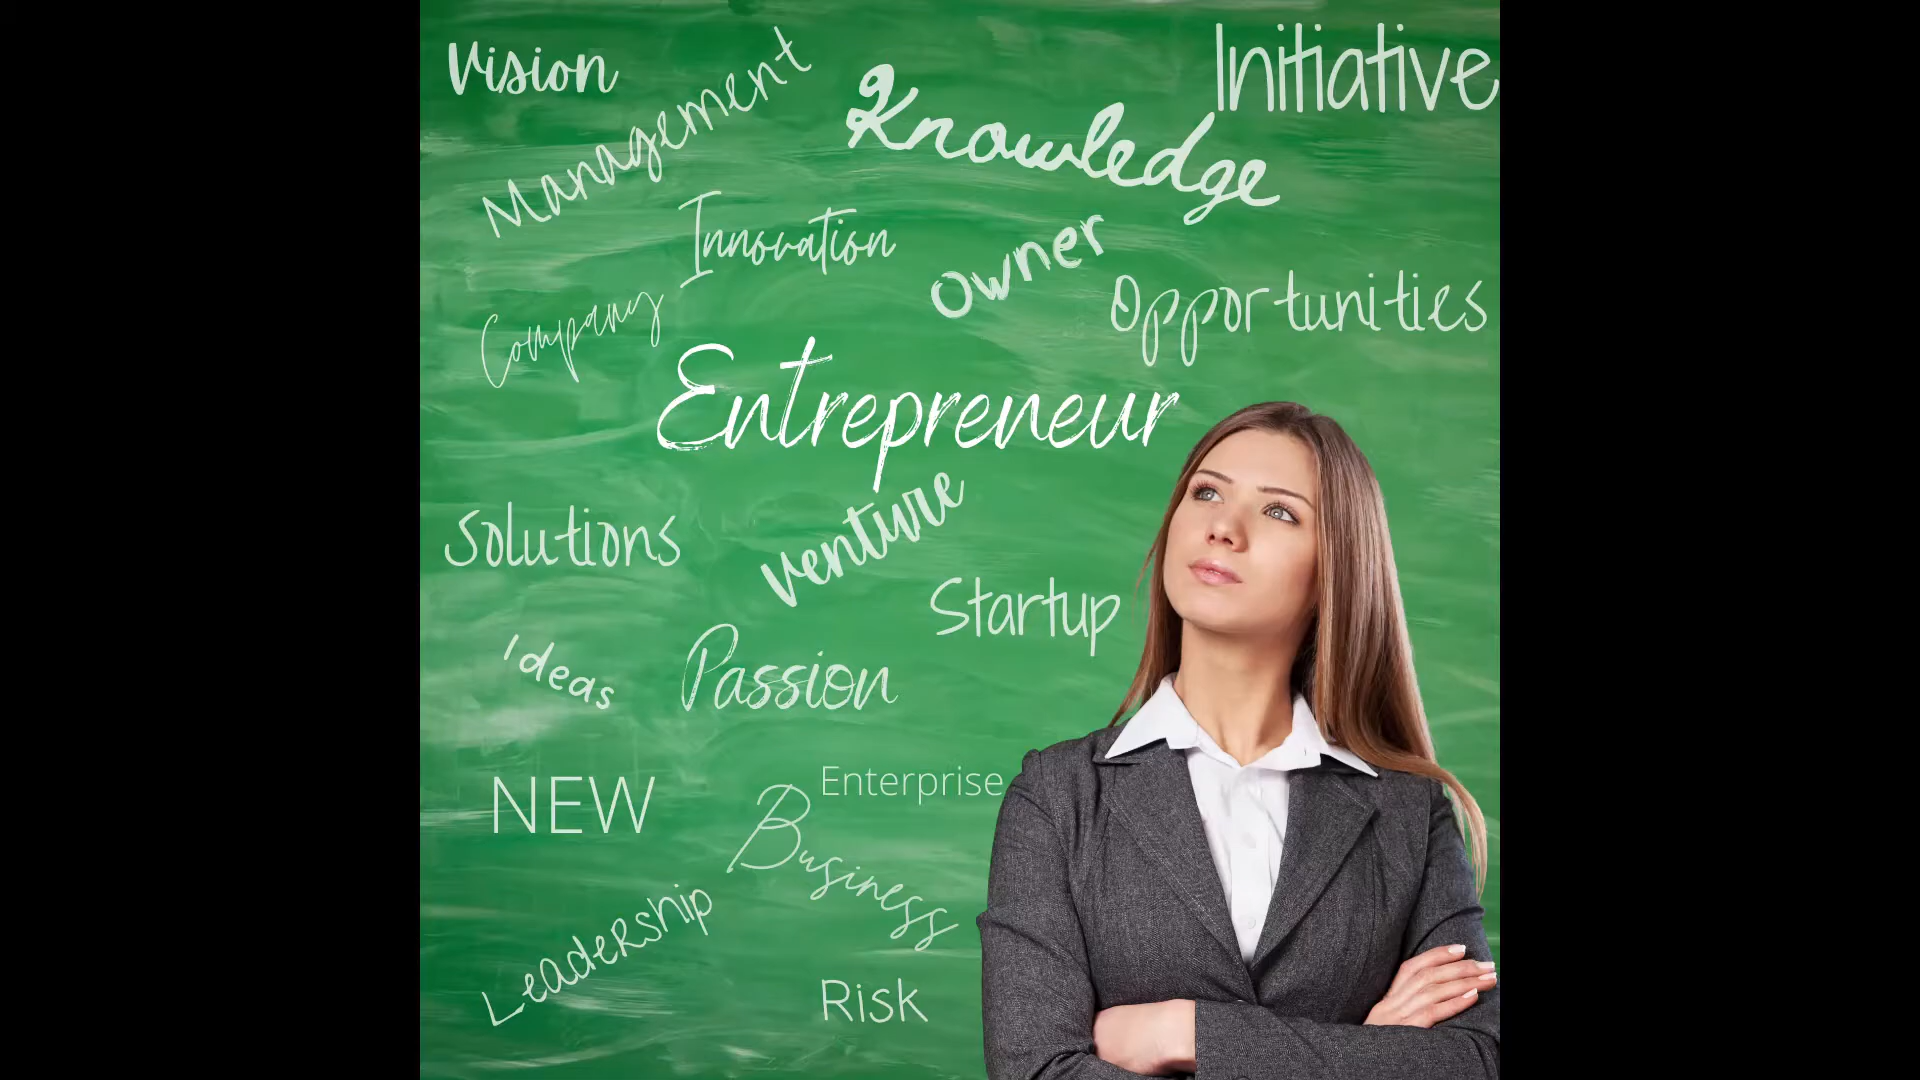 Vision
Management
Knowledge
Initiative
Innovation
Owner
Opportunities
Company
Entrepreneur
Solutions
Venture
Startup
Ideas
Passion
NEW
Enterprise
Business
Leadership
Risk